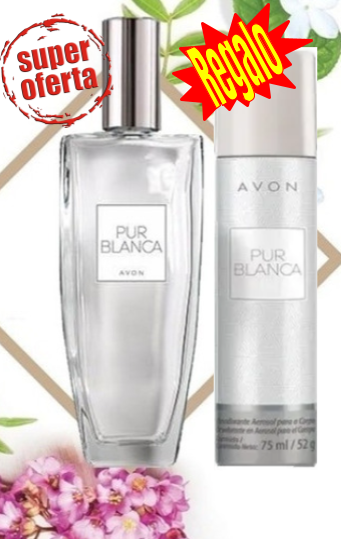 super
oferta
Regalo
PUR
BLANCA
AVON
AVON
PUR
BLANCA
75 ml / 52 g